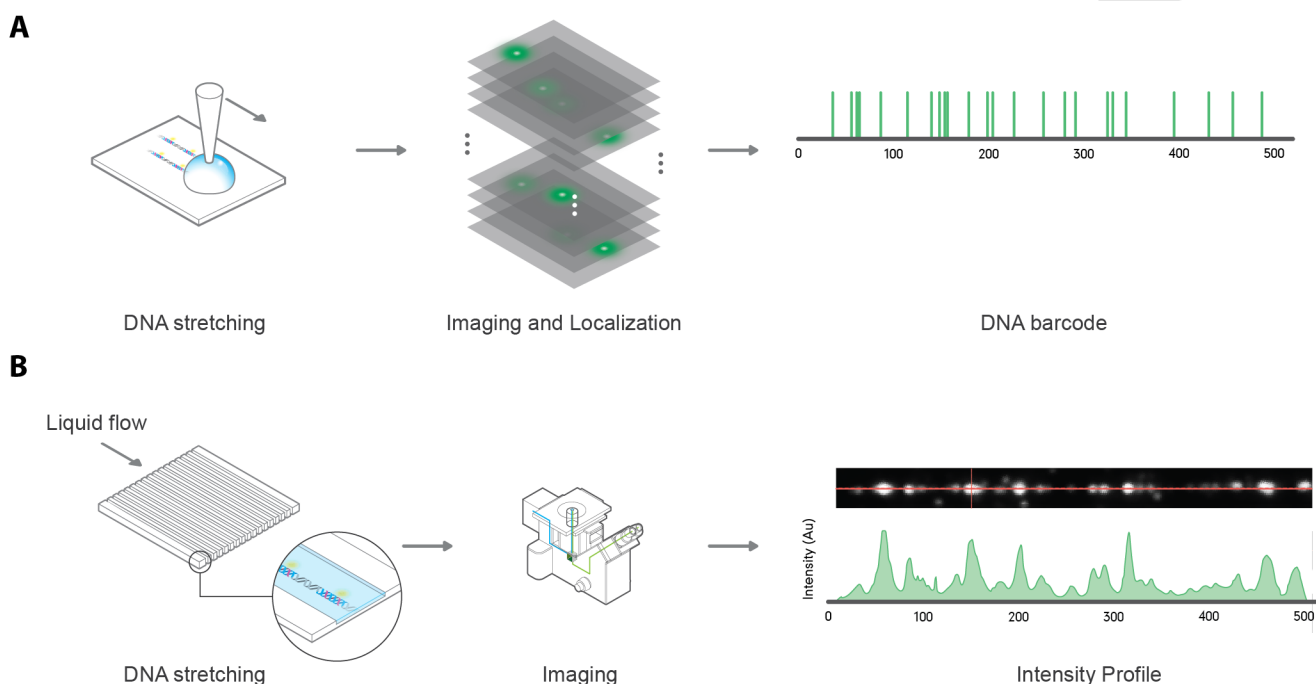 A
0 100 200 300 400 500
DNA stretching
Imaging and Localization
DNA barcode
B
Liquid flow
Intensity (Au)
0 100 200 300 400 500
DNA stretching
Imaging
Intensity Profile